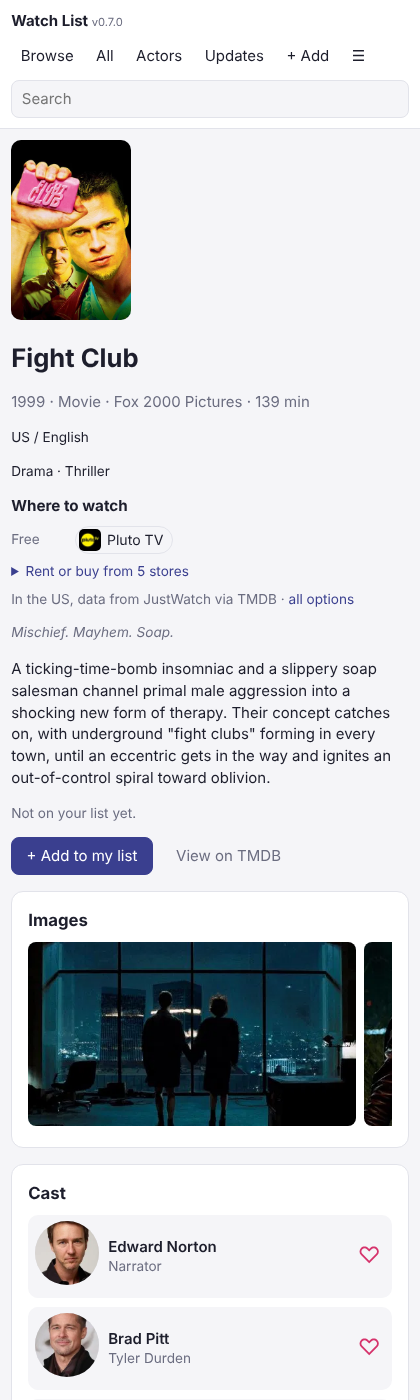 Watch List v0.7.0
Browse All Actors Updates + Add ☰
Search
FIGHT
CLUB
Fight Club
1999 · Movie · Fox 2000 Pictures · 139 min
US / English
Drama · Thriller
Where to watch
Free Pluto TV
▶ Rent or buy from 5 stores
In the US, data from JustWatch via TMDB · all options
Mischief. Mayhem. Soap.
A ticking-time-bomb insomniac and a slippery soap
salesman channel primal male aggression into a
shocking new form of therapy. Their concept catches
on, with underground "fight clubs" forming in every
town, until an eccentric gets in the way and ignites an
out-of-control spiral toward oblivion.
Not on your list yet.
+ Add to my list View on TMDB
Images
Cast
Edward Norton
Narrator
Brad Pitt
Tyler Durden